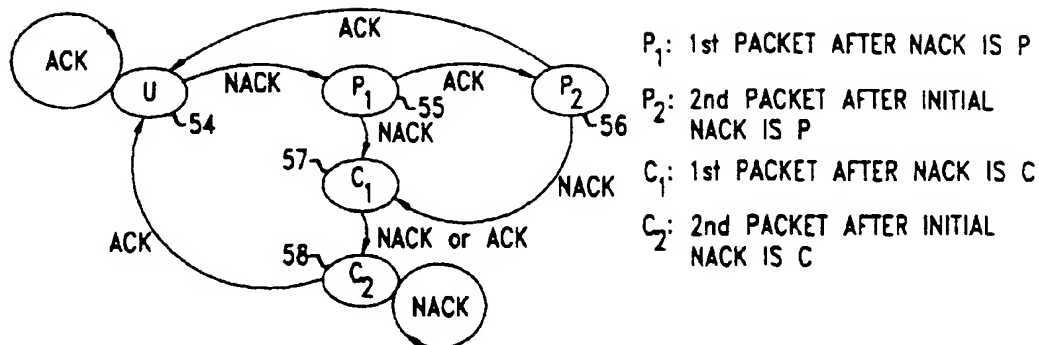 ACK
ACK
U
NACK
P1
ACK
P2
54
55
56
NACK
57
C1
NACK
ACK
NACK or ACK
58
C2
NACK
P1: 1st PACKET AFTER NACK IS P
P2: 2nd PACKET AFTER INITIAL
NACK IS P
C1: 1st PACKET AFTER NACK IS C
C2: 2nd PACKET AFTER INITIAL
NACK IS C